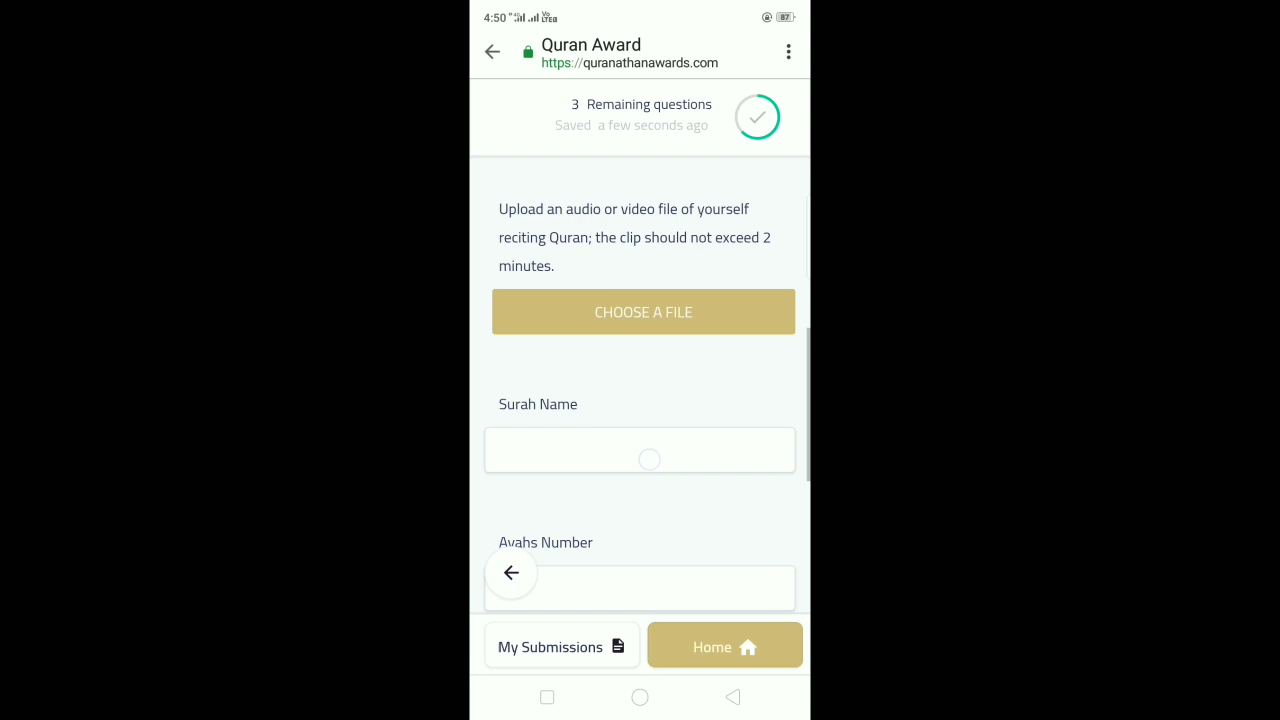 4:50
Quran Award
https://quranathanawards.com
3 Remaining questions
Saved a few seconds ago
Upload an audio or video file of yourself
reciting Quran; the clip should not exceed 2
minutes.
CHOOSE A FILE
Surah Name
Ayahs Number
My Submissions
Home
87